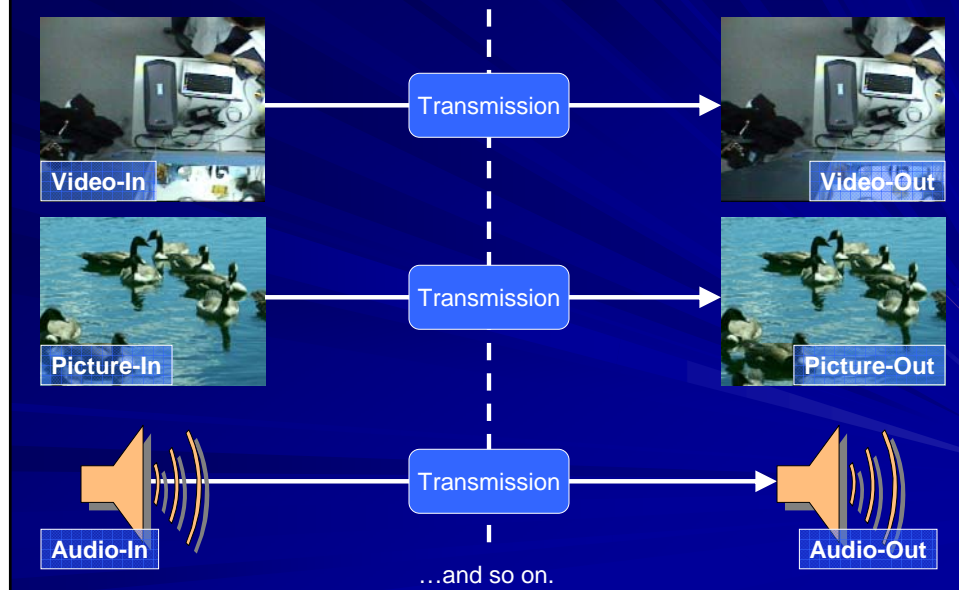 Transmission
Video-In
Video-Out
Transmission
Picture-In
Picture-Out
Transmission
Audio-In
Audio-Out
…and so on.